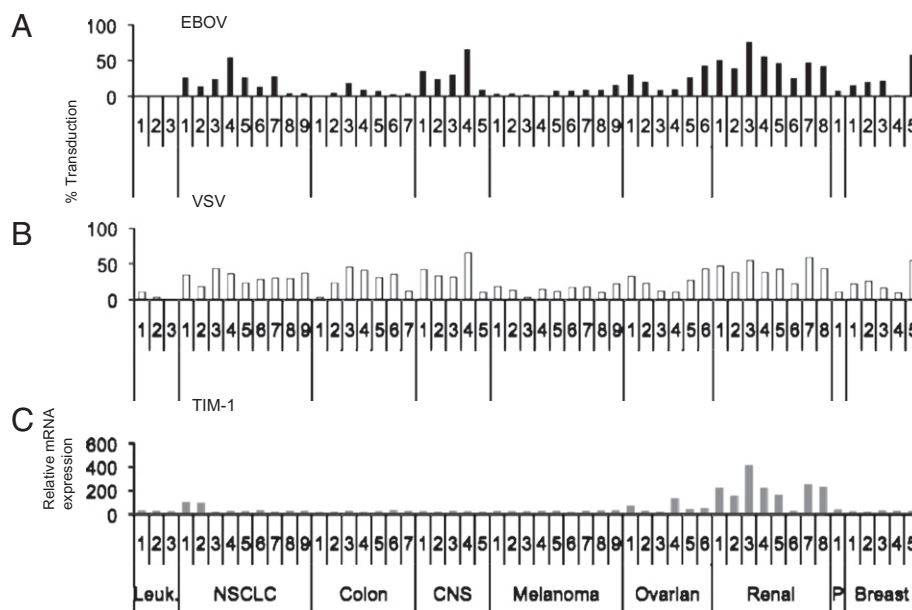 A
EBOV
100
50
0
% Transduction
1 2 3 1 2 3 4 5 6 7 8 9 1 2 3 4 5 6 7 1 2 3 4 5 1 2 3 4 5 6 7 8 9 1 2 3 4 5 6 1 2 3 4 5 6 7 8 1 1 2 3 4 5
VSV
B
100
50
0
1 2 3 1 2 3 4 5 6 7 8 9 1 2 3 4 5 6 7 1 2 3 4 5 1 2 3 4 5 6 7 8 9 1 2 3 4 5 6 1 2 3 4 5 6 7 8 1 1 2 3 4 5
TIM-1
C
Relative mRNA
expression
600
400
200
0
1 2 3 1 2 3 4 5 6 7 8 9 1 2 3 4 5 6 7 1 2 3 4 5 1 2 3 4 5 6 7 8 9 1 2 3 4 5 6 1 2 3 4 5 6 7 8 1 1 2 3 4 5
Leuk. NSCLC Colon CNS Melanoma Ovarian Renal P Breast